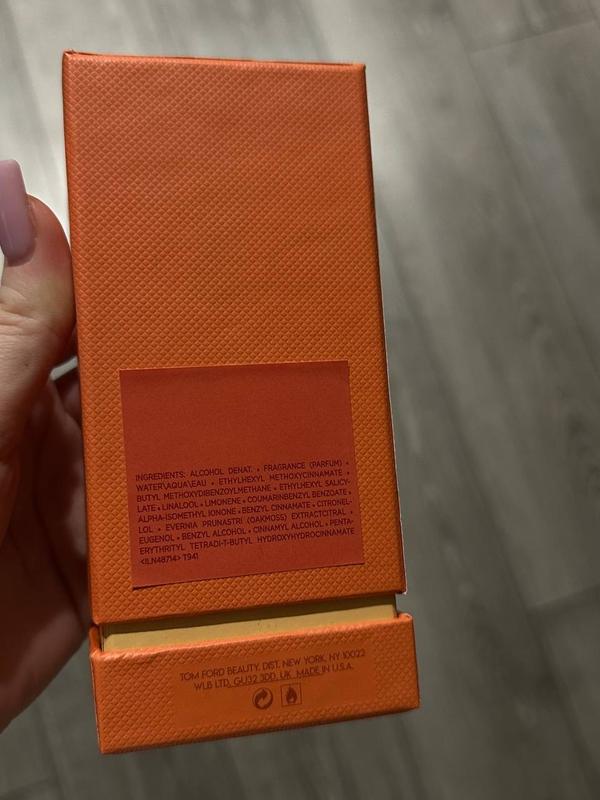 INGREDIENTS: ALCOHOL DENAT. • FRAGRANCE (PARFUM) •
WATER\AQUA\EAU • ETHYLHEXYL METHOXYCINNAMATE •
BUTYL METHOXYDIBENZOYLMETHANE • ETHYLHEXYL SALICY-
LATE • LINALOOL • LIMONENE • COUMARINBENZYL BENZOATE •
ALPHA-ISOMETHYL IONONE • BENZYL CINNAMATE • CITRONEL-
LOL • EVERNIA PRUNASTRI (OAKMOSS) EXTRACTCITRAL •
EUGENOL • BENZYL ALCOHOL • CINNAMYL ALCOHOL • PENTA-
ERYTHRITYL TETRADI-T-BUTYL HYDROXYHYDROCINNAMATE
<ILN48714> T941
TOM FORD BEAUTY, DIST. NEW YORK, NY 10022
WLB LTD, GU32 3DD, UK MADE IN U.S.A.